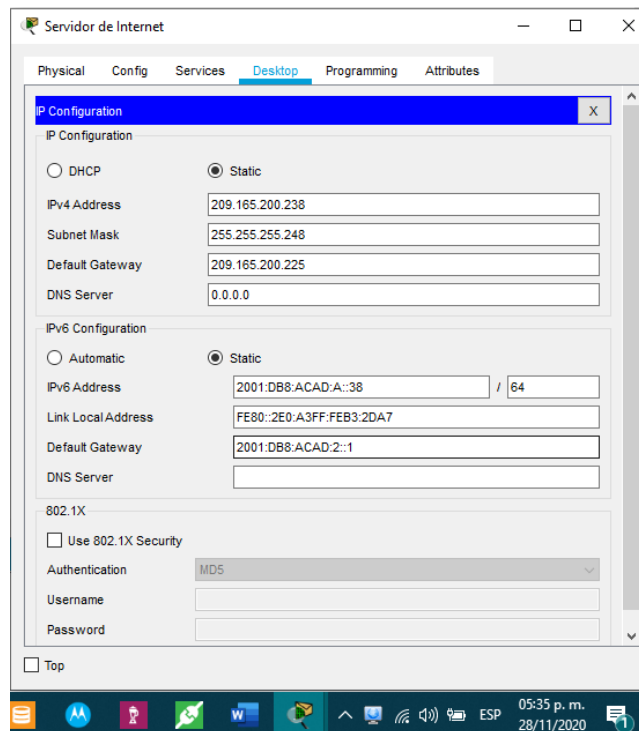 Servidor de Internet
Physical Config Services Desktop Programming Attributes
IP Configuration X
IP Configuration
DHCP Static
IPv4 Address 209.165.200.238
Subnet Mask 255.255.255.248
Default Gateway 209.165.200.225
DNS Server 0.0.0.0
IPv6 Configuration
Automatic Static
IPv6 Address 2001:DB8:ACAD:A::38 / 64
Link Local Address FE80::2E0:A3FF:FEB3:2DA7
Default Gateway 2001:DB8:ACAD:2::1
DNS Server
802.1X
Use 802.1X Security
Authentication MD5
Username
Password
Top
W ESP 05:35 p. m.
28/11/2020 1